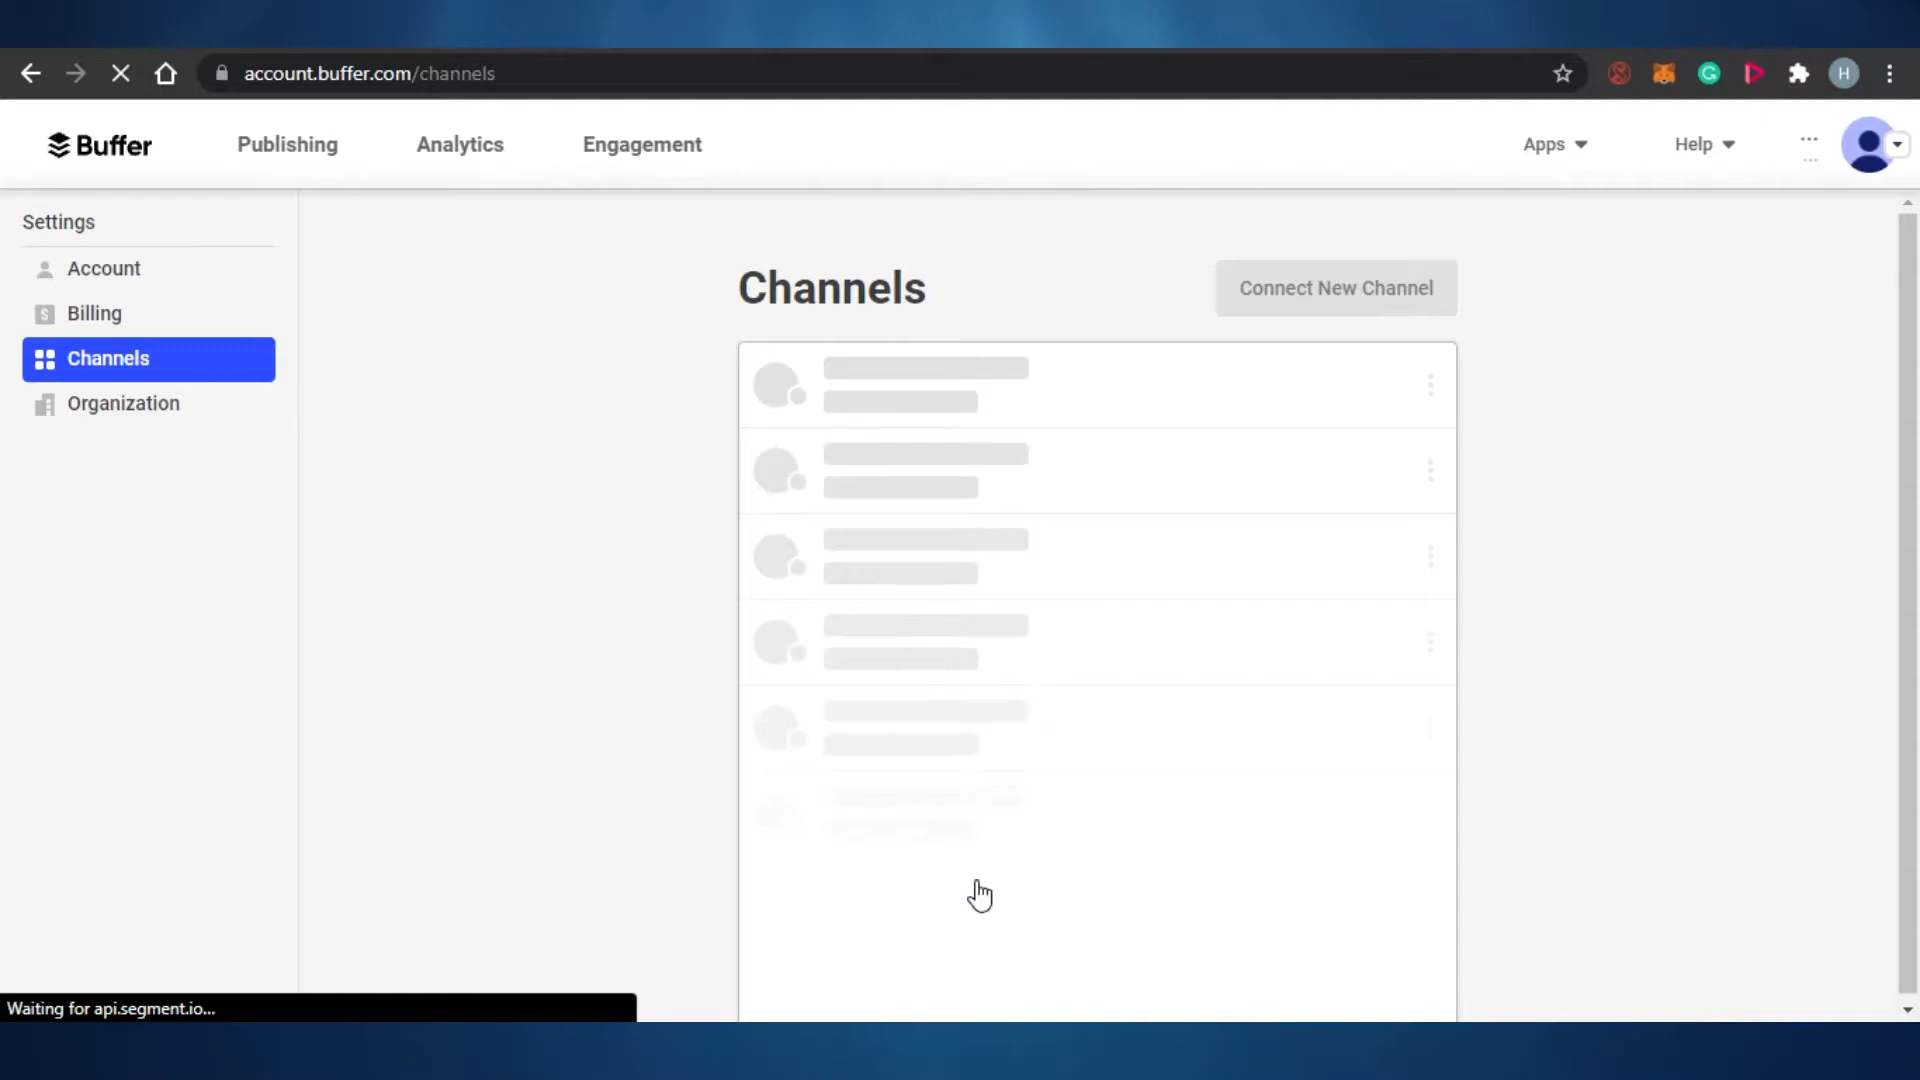 account.buffer.com/channels
H
Buffer
Publishing
Analytics
Engagement
Apps
Help
Settings
Account
$ Billing
Channels
Organization
Channels
Connect New Channel
Waiting for api.segment.io...